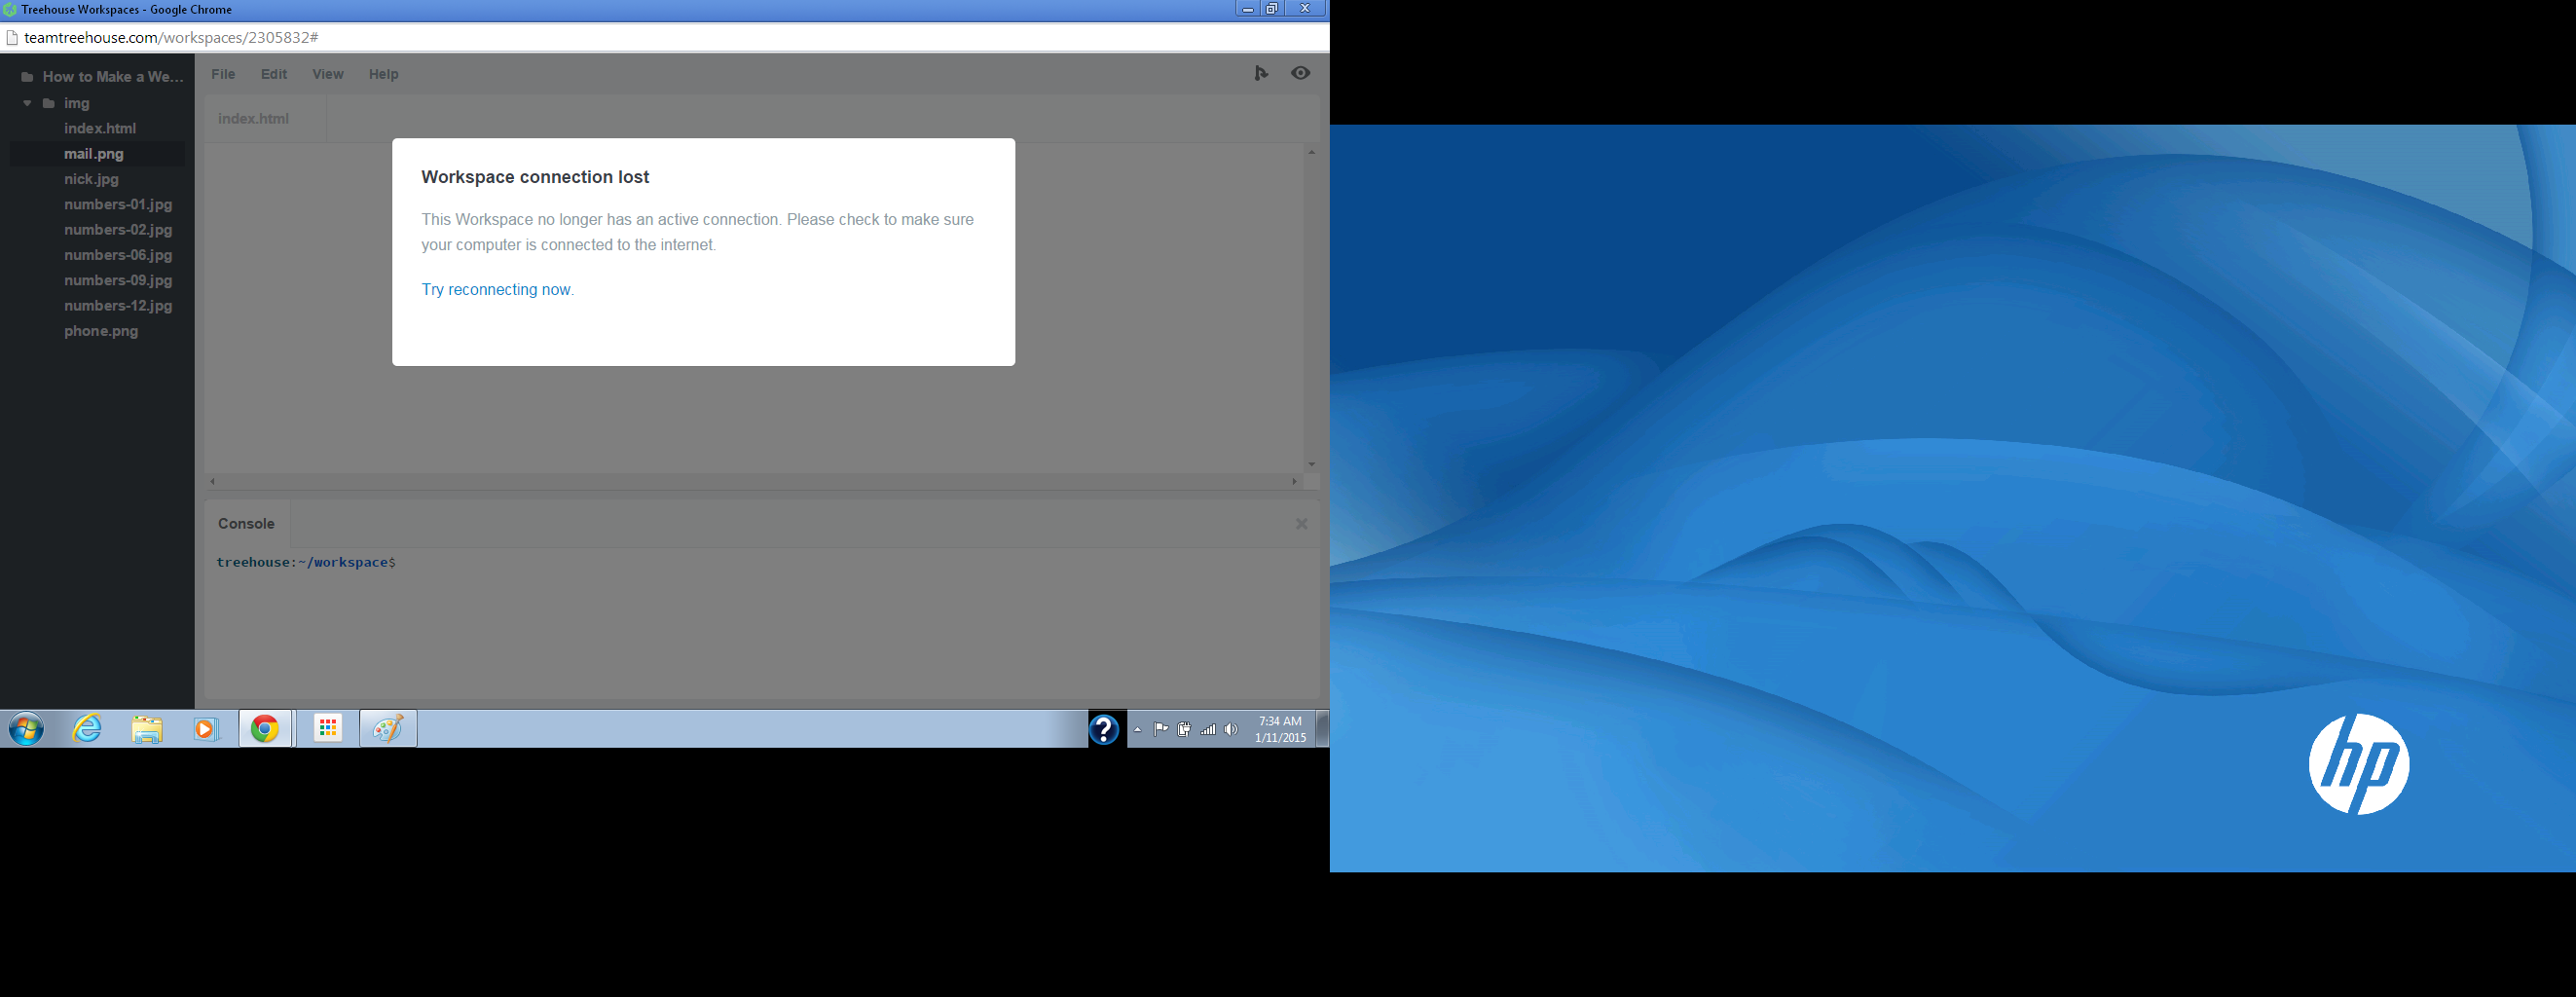 Treehouse Workspaces - Google Chrome
teamtreehouse.com/workspaces/2305832#
How to Make a We...
File Edit View Help
img
index.html
index.html
mail.png
nick.jpg
numbers-01.jpg
numbers-02.jpg
numbers-06.jpg
numbers-09.jpg
numbers-12.jpg
phone.png
Workspace connection lost
This Workspace no longer has an active connection. Please check to make sure
your computer is connected to the internet.
Try reconnecting now.
Console
treehouse:~/workspace$
?
7:34 AM
1/11/2015
hp